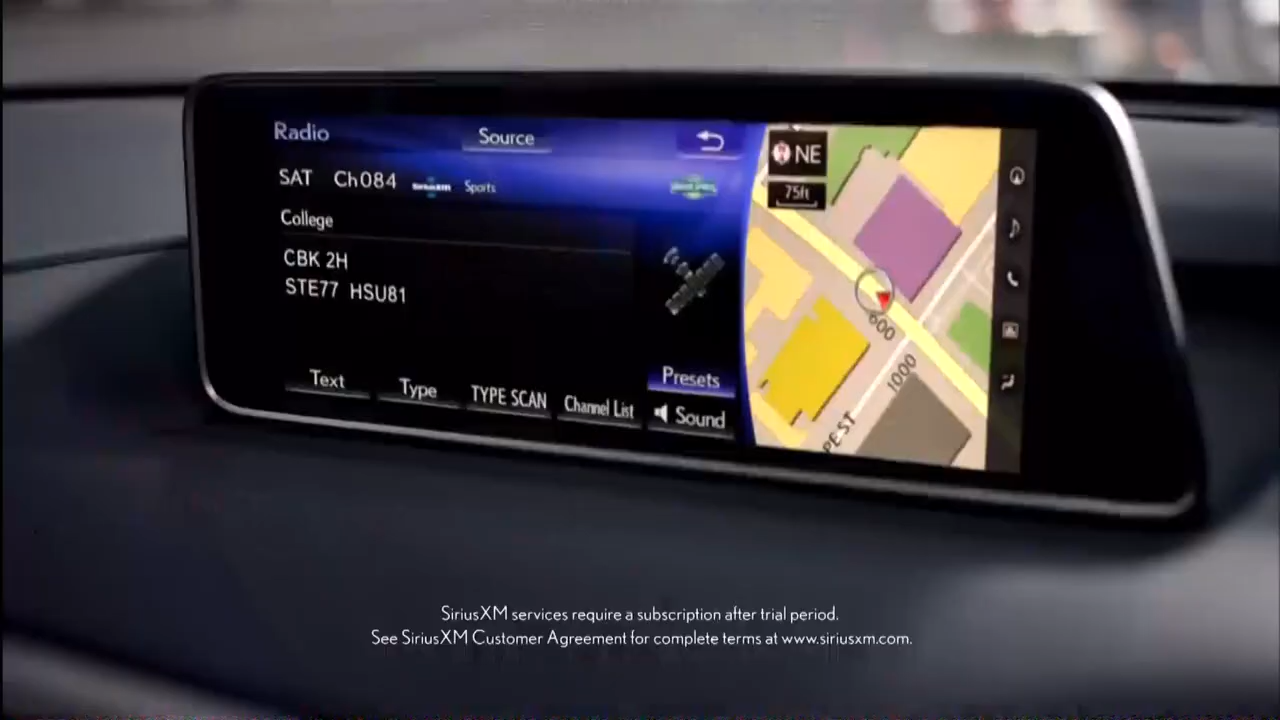 Radio
Source
SAT Ch084
SiriusXM
Sports
College
CBK 2H
STE77 HSU81
Text
Type
TYPE SCAN
Channel List
Presets
Sound
NE
75ft
600
1000
PE ST
SiriusXM services require a subscription after trial period.
See SiriusXM Customer Agreement for complete terms at www.siriusxm.com.